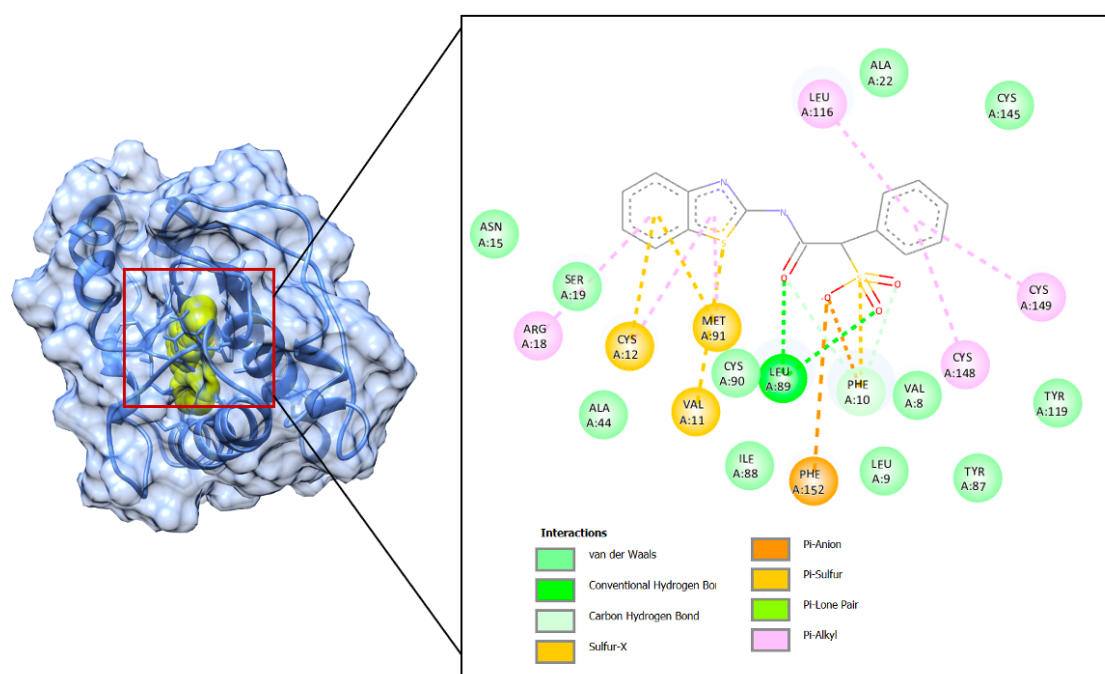 ALA
A:22
LEU
A:116
CYS
A:145
N
N
S
ASN
A:15
SER
A:19
O
S
-O
O
O
CYS
A:149
ARG
A:18
CYS
A:12
MET
A:91
CYS
A:90
LEU
A:89
PHE
A:10
VAL
A:8
CYS
A:148
TYR
A:119
ALA
A:44
VAL
A:11
ILE
A:88
PHE
A:152
LEU
A:9
TYR
A:87
Interactions
van der Waals
Conventional Hydrogen Bo
Carbon Hydrogen Bond
Sulfur-X
Pi-Anion
Pi-Sulfur
Pi-Lone Pair
Pi-Alkyl